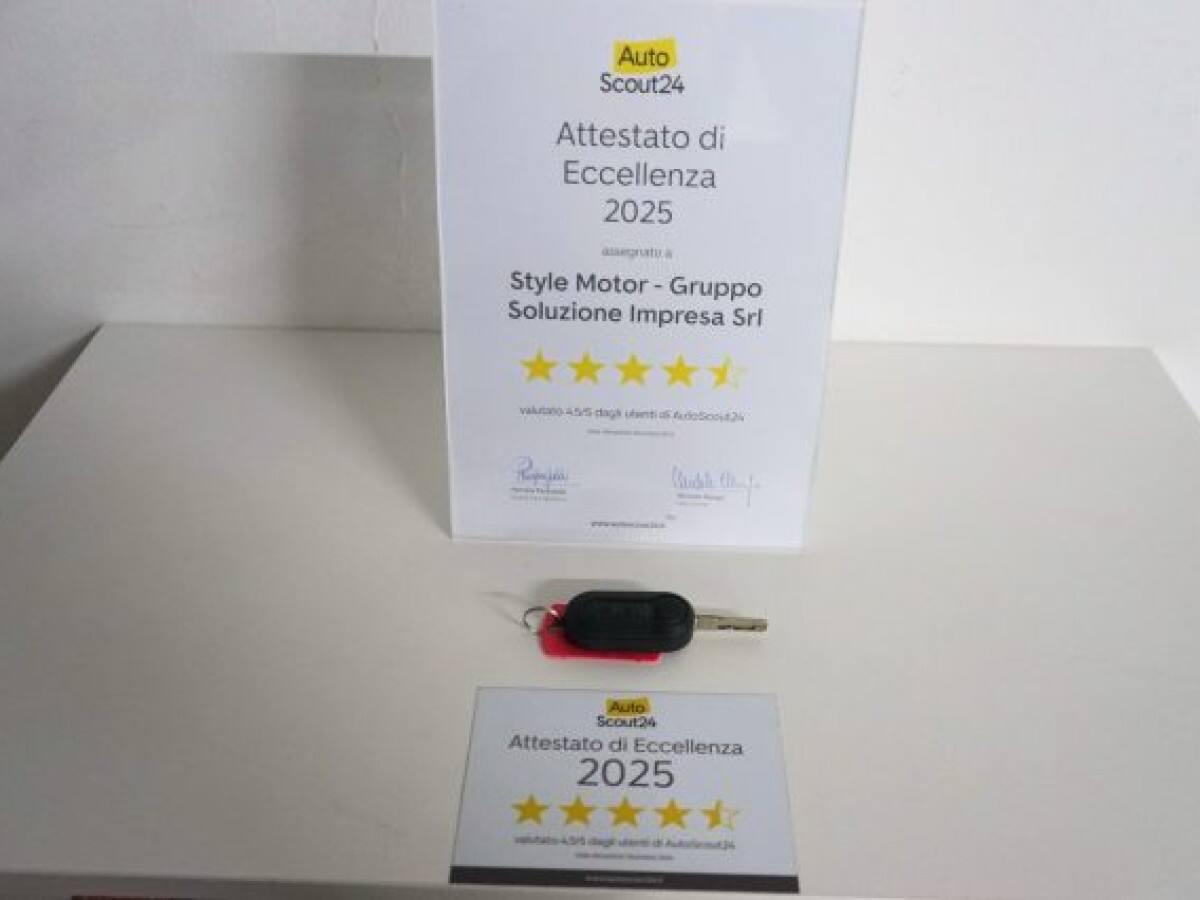 Auto
Scout24
Attestato di
Eccellenza
2025
assegnato a
Style Motor - Gruppo
Soluzione Impresa Srl
valutato 4.5/5 dagli utenti di AutoScout24
Auto
Scout24
Attestato di Eccellenza
2025
valutato 4.5/5 dagli utenti di AutoScout24